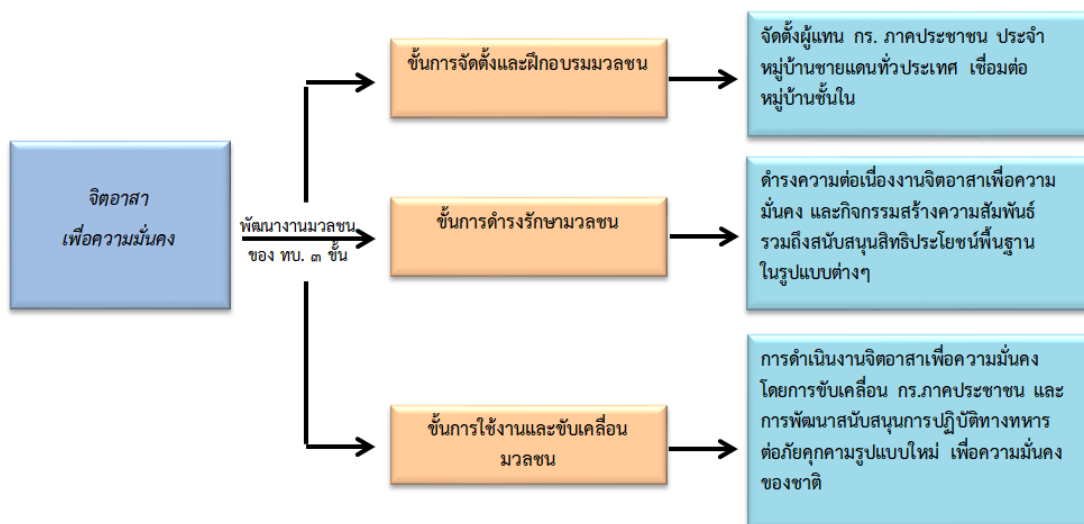 จิตอาสา
เพื่อความมั่นคง
พัฒนางานมวลชน
ของ ทบ. ๓ ขั้น
ขั้นการจัดตั้งและฝึกอบรมมวลชน
จัดตั้งผู้แทน กร. ภาคประชาชน ประจำ
หมู่บ้านชายแดนทั่วประเทศ เชื่อมต่อ
หมู่บ้านชั้นใน
ขั้นการดำรงรักษามวลชน
ดำรงความต่อเนื่องงานจิตอาสาเพื่อความ
มั่นคง และกิจกรรมสร้างความสัมพันธ์
รวมถึงสนับสนุนสิทธิประโยชน์พื้นฐาน
ในรูปแบบต่างๆ
ขั้นการใช้งานและขับเคลื่อน
มวลชน
การดำเนินงานจิตอาสาเพื่อความมั่นคง
โดยการขับเคลื่อน กร.ภาคประชาชน และ
การพัฒนาสนับสนุนการปฏิบัติทางทหาร
ต่อภัยคุกคามรูปแบบใหม่ เพื่อความมั่นคง
ของชาติ